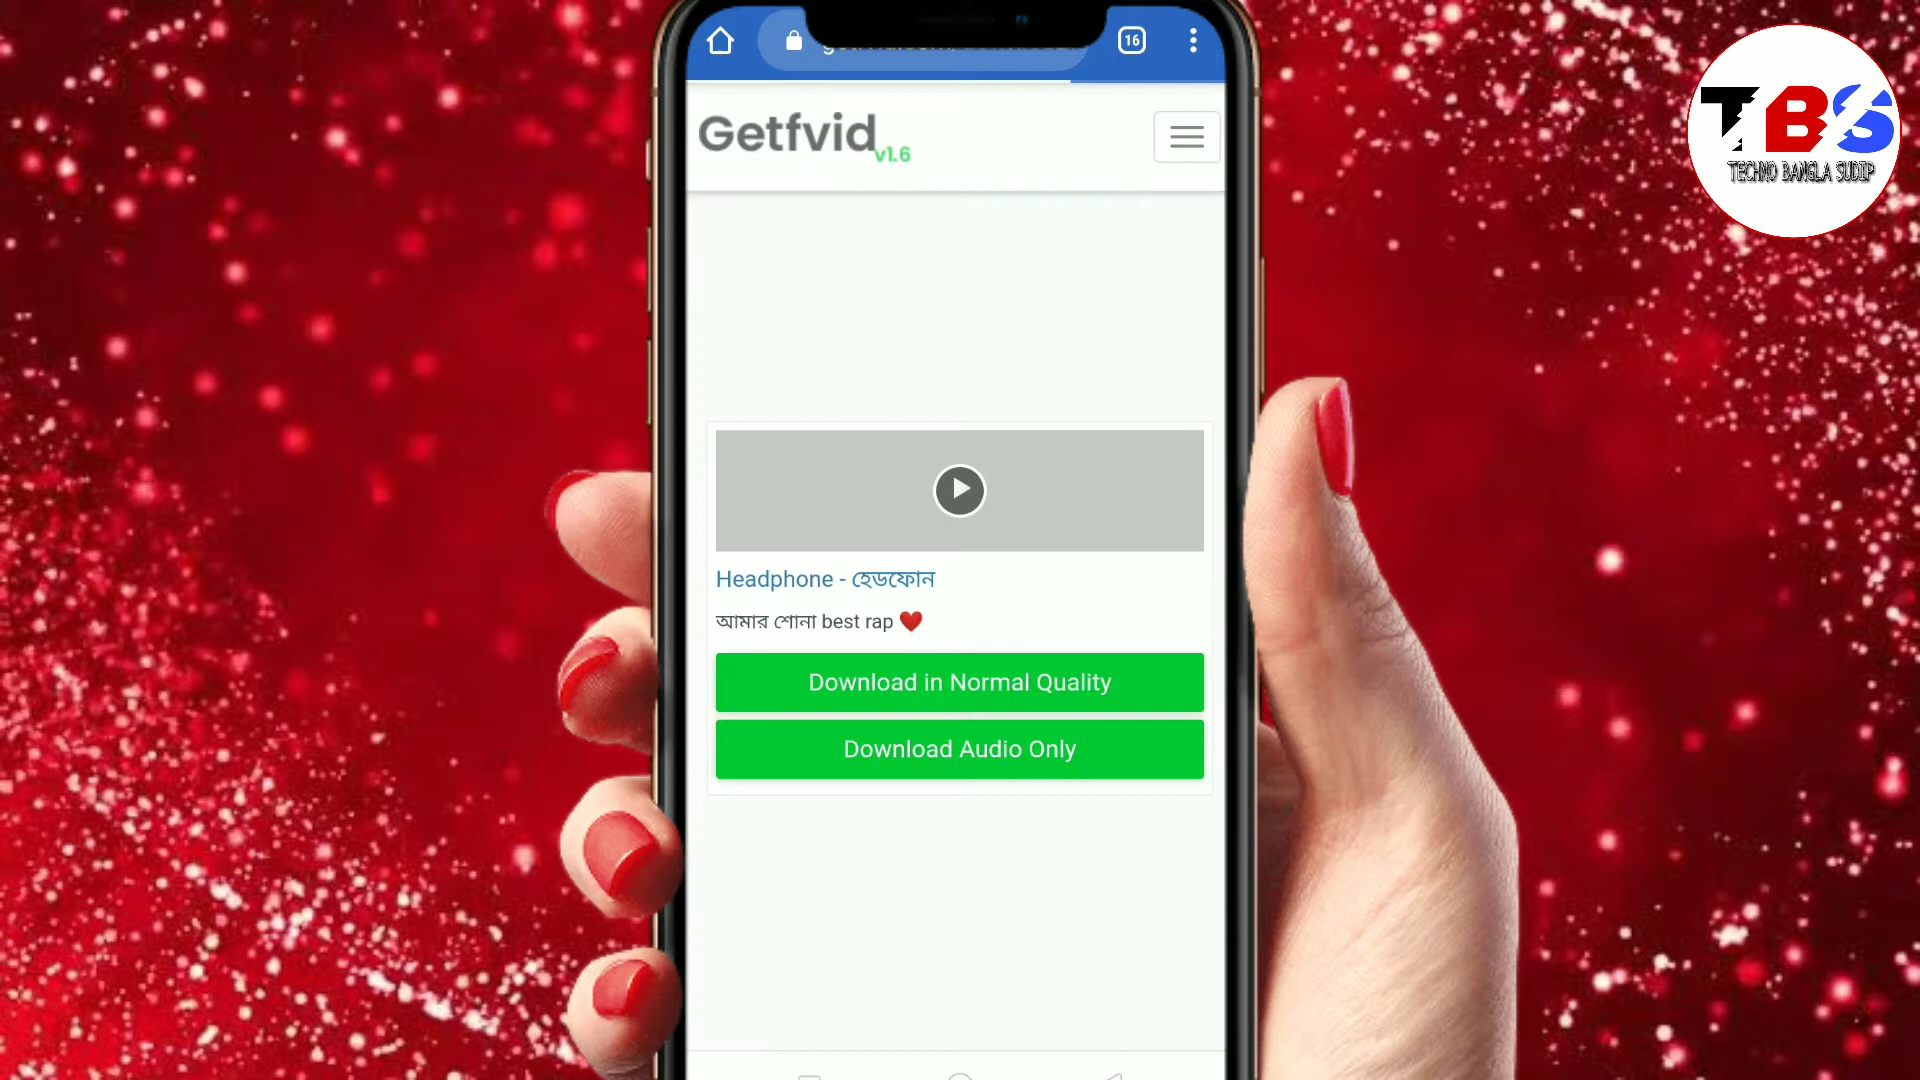 16
Getfvid
v1.6
TBS
TECHNO BANGLA SUDIP
Headphone - হেডফোন
আমার শোনা best rap ❤️
Download in Normal Quality
Download Audio Only